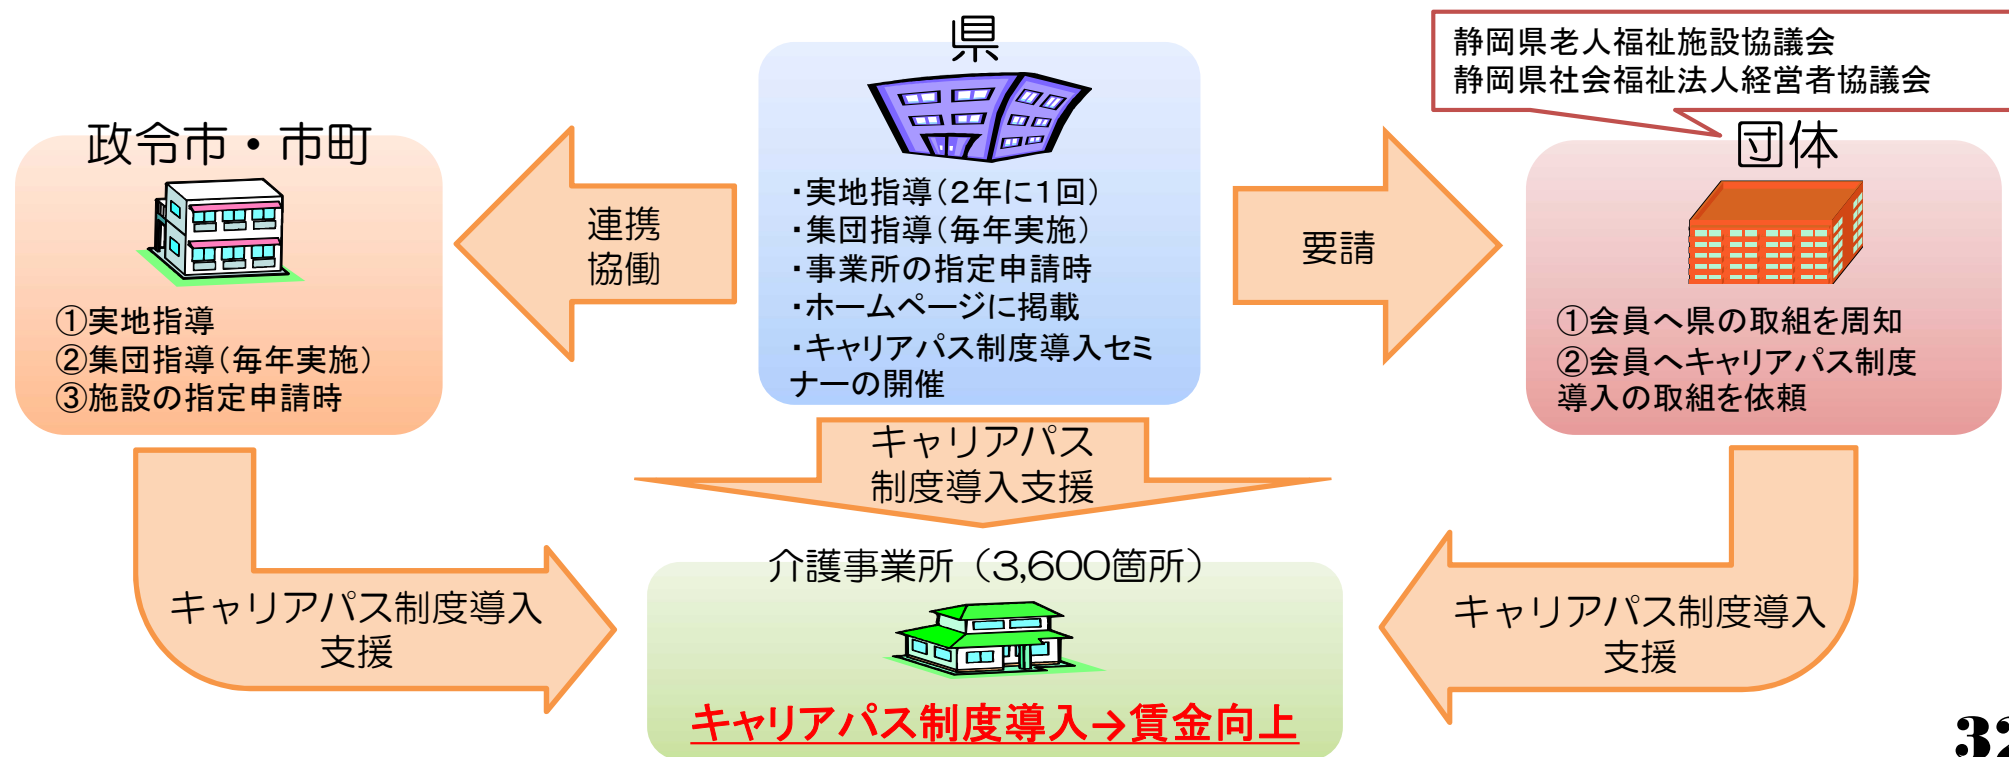 県
静岡県老人福祉施設協議会
静岡県社会福祉法人経営者協議会
政令市・市町
団体
・実地指導（２年に１回）
・集団指導（毎年実施）
・事業所の指定申請時
・ホームページに掲載
・キャリアパス制度導入セミ
ナーの開催
連携
協働
要請
①実地指導
②集団指導（毎年実施）
③施設の指定申請時
①会員へ県の取組を周知
②会員へキャリアパス制度
導入の取組を依頼
キャリアパス
制度導入支援
介護事業所（3,600箇所）
キャリアパス制度導入
支援
キャリアパス制度導入
支援
キャリアパス制度導入→賃金向上
32